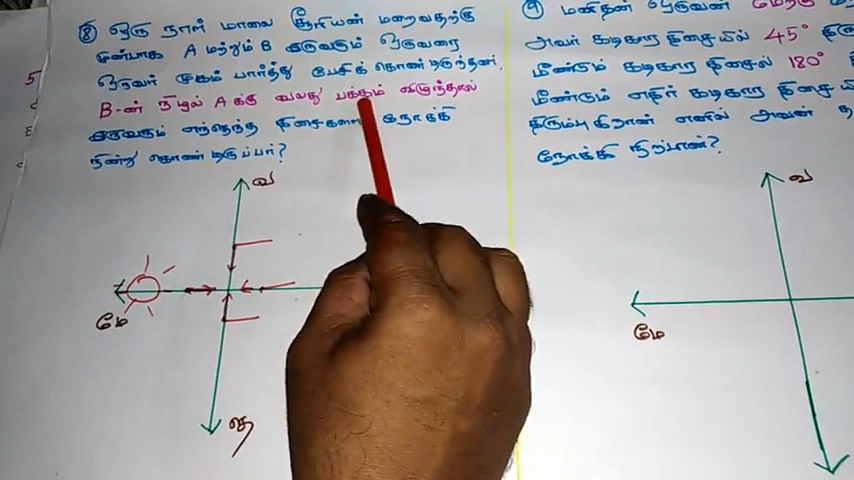 ⑧ ஒரு நாள் மாலை சூரியன் மறைவதற்கு
முன்பாக A மற்றும் B இருவரும் ஒருவரை
ஒருவர் முகம் பார்த்து பேசிக் கொண்டிருந்தனர்.
B-ன் நிழல் A க்கு வலது பக்கம் விழுந்தால்
இருவரும் எந்தெந்த திசைகளை நோக்கி
நின்று கொண்டிருப்பர்?
வ
மே
தெ
⑨ மனிதன் ஒருவன் மேற்கு
அவர் கடிகார திசையில் 45°
மீண்டும் கடிகார திசைல் 180°
மீண்டும் எதிர் கடிகார திசை
திரும்புகிறான் எனில் அவன்
நோக்கி நிற்பான்?
வ
மே